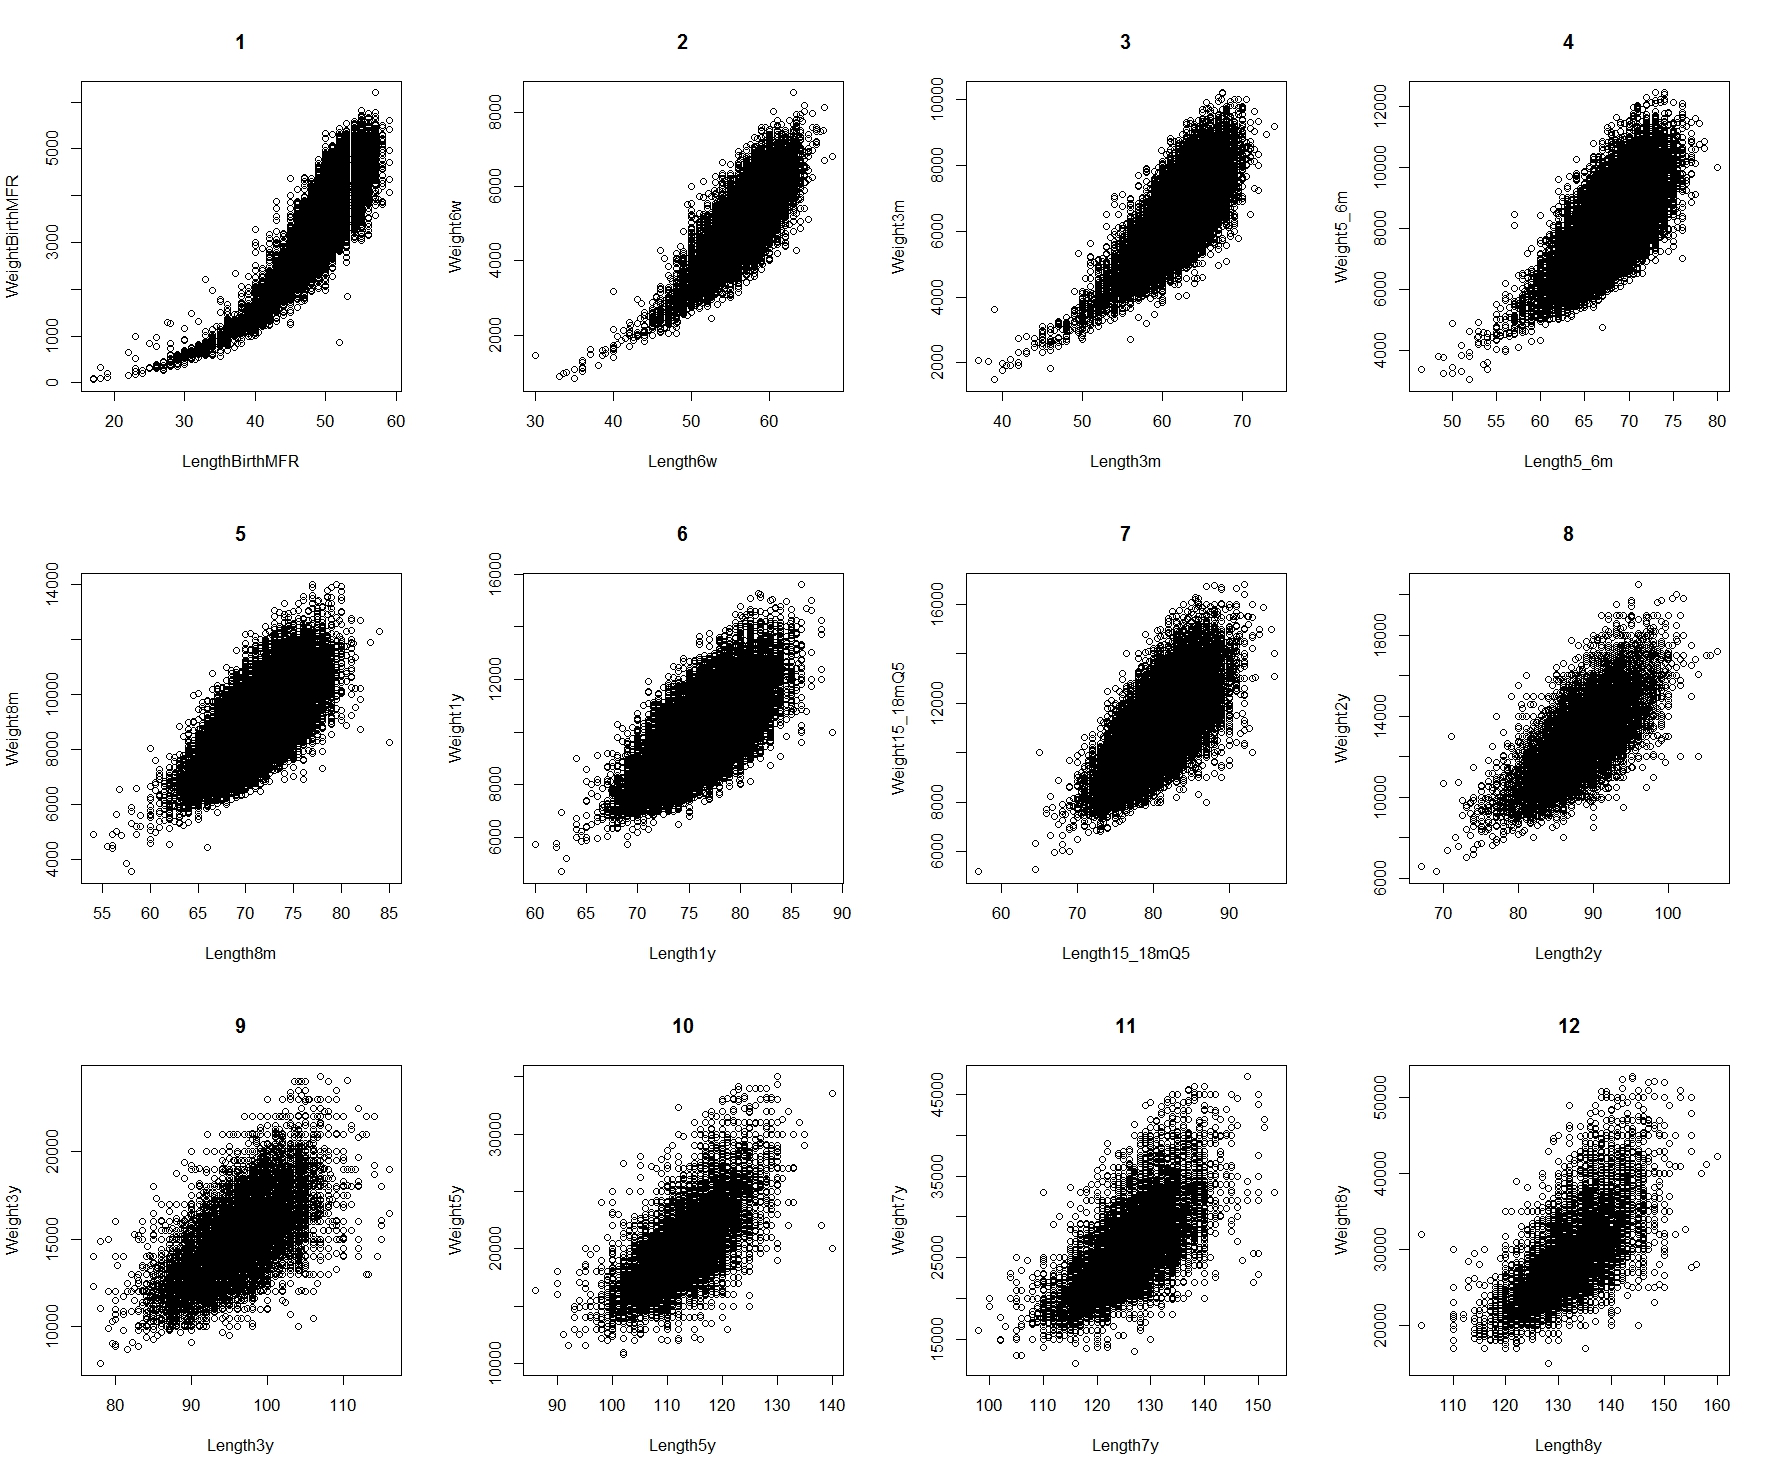 1
2
3
4
WeightBirthMFR
0 1000 3000 5000
20 30 40 50 60
LengthBirthMFR
Weight6w
2000 4000 6000 8000
30 40 50 60
Length6w
Weight3m
2000 4000 6000 8000 10000
40 50 60 70
Length3m
Weight5_6m
4000 6000 8000 10000 12000
50 55 60 65 70 75 80
Length5_6m
5
6
7
8
Weight8m
4000 6000 8000 10000 14000
55 60 65 70 75 80 85
Length8m
Weight1y
6000 8000 12000 16000
60 65 70 75 80 85 90
Length1y
Weight15_18mQ5
6000 8000 12000 16000
60 70 80 90
Length15_18mQ5
Weight2y
6000 10000 14000 18000
70 80 90 100
Length2y
9
10
11
12
Weight3y
10000 15000 20000
80 90 100 110
Length3y
Weight5y
10000 20000 30000
90 100 110 120 130 140
Length5y
Weight7y
15000 25000 35000 45000
100 110 120 130 140 150
Length7y
Weight8y
20000 30000 40000 50000
110 120 130 140 150 160
Length8y